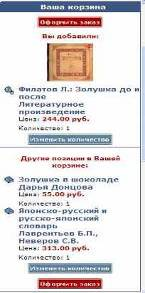 Ваша корзина
Оформить заказ
Вы добавили:
Филатов Л.: Золушка до и
после
Литературное
произведение
Цена: 244.00 руб.
Количество: 1
Изменить количество
Другие позиции в Вашей
корзине:
Золушка в шоколаде
Дарья Донцова
Цена: 55.00 руб.
Количество: 1
Японско-русский и
русско-японский
словарь
Лаврентьев Б.П.,
Неверов С.В.
Цена: 313.00 руб.
Количество: 1
Изменить количество
Оформить заказ